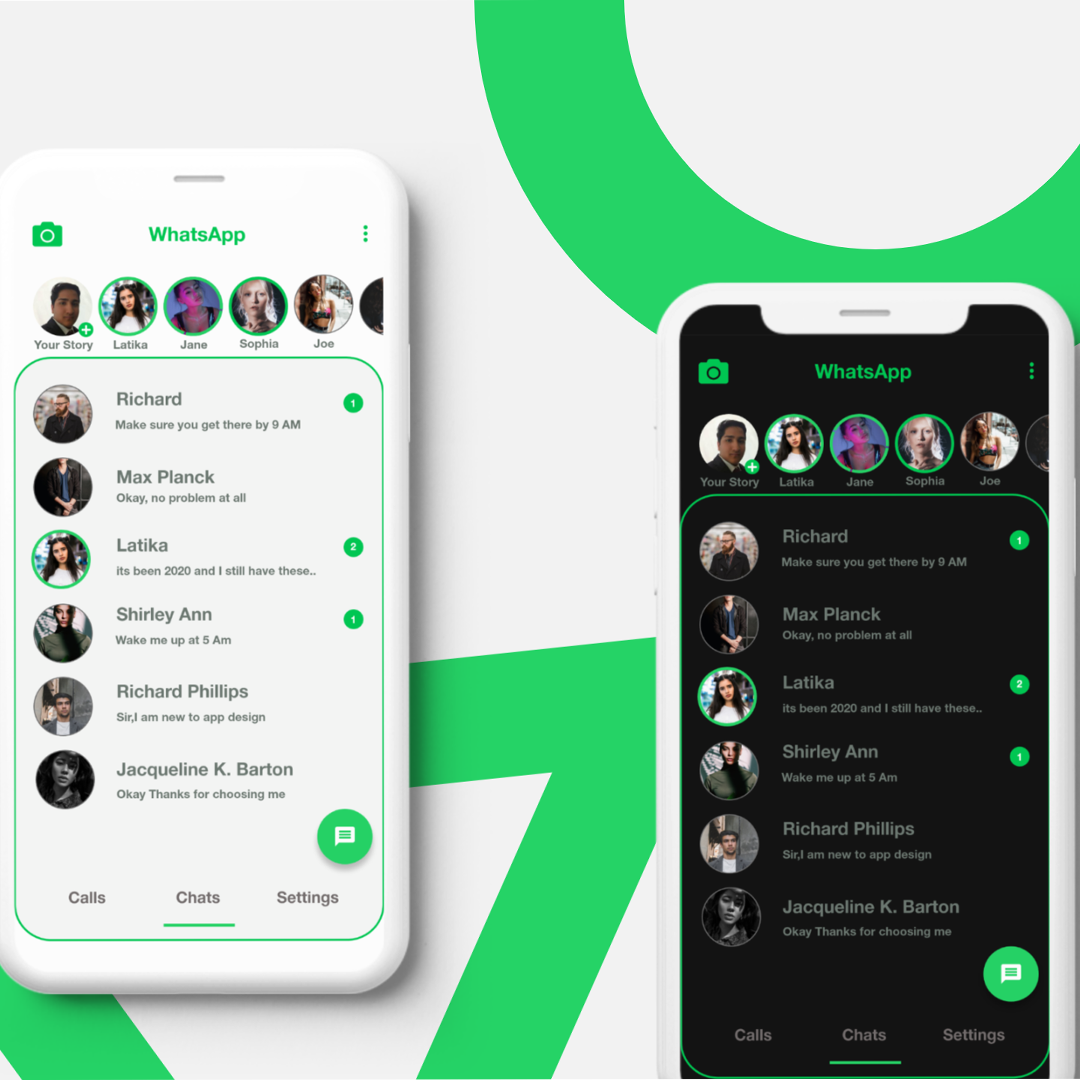 WhatsApp
Your Story Latika Jane Sophia Joe
Richard
1
Make sure you get there by 9 AM
Max Planck
Okay, no problem at all
Latika
2
its been 2020 and I still have these..
Shirley Ann
1
Wake me up at 5 Am
Richard Phillips
Sir,I am new to app design
Jacqueline K. Barton
Okay Thanks for choosing me
Calls Chats Settings
WhatsApp
Your Story Latika Jane Sophia Joe
Richard
1
Make sure you get there by 9 AM
Max Planck
Okay, no problem at all
Latika
2
its been 2020 and I still have these..
Shirley Ann
1
Wake me up at 5 Am
Richard Phillips
Sir,I am new to app design
Jacqueline K. Barton
Okay Thanks for choosing me
Calls Chats Settings